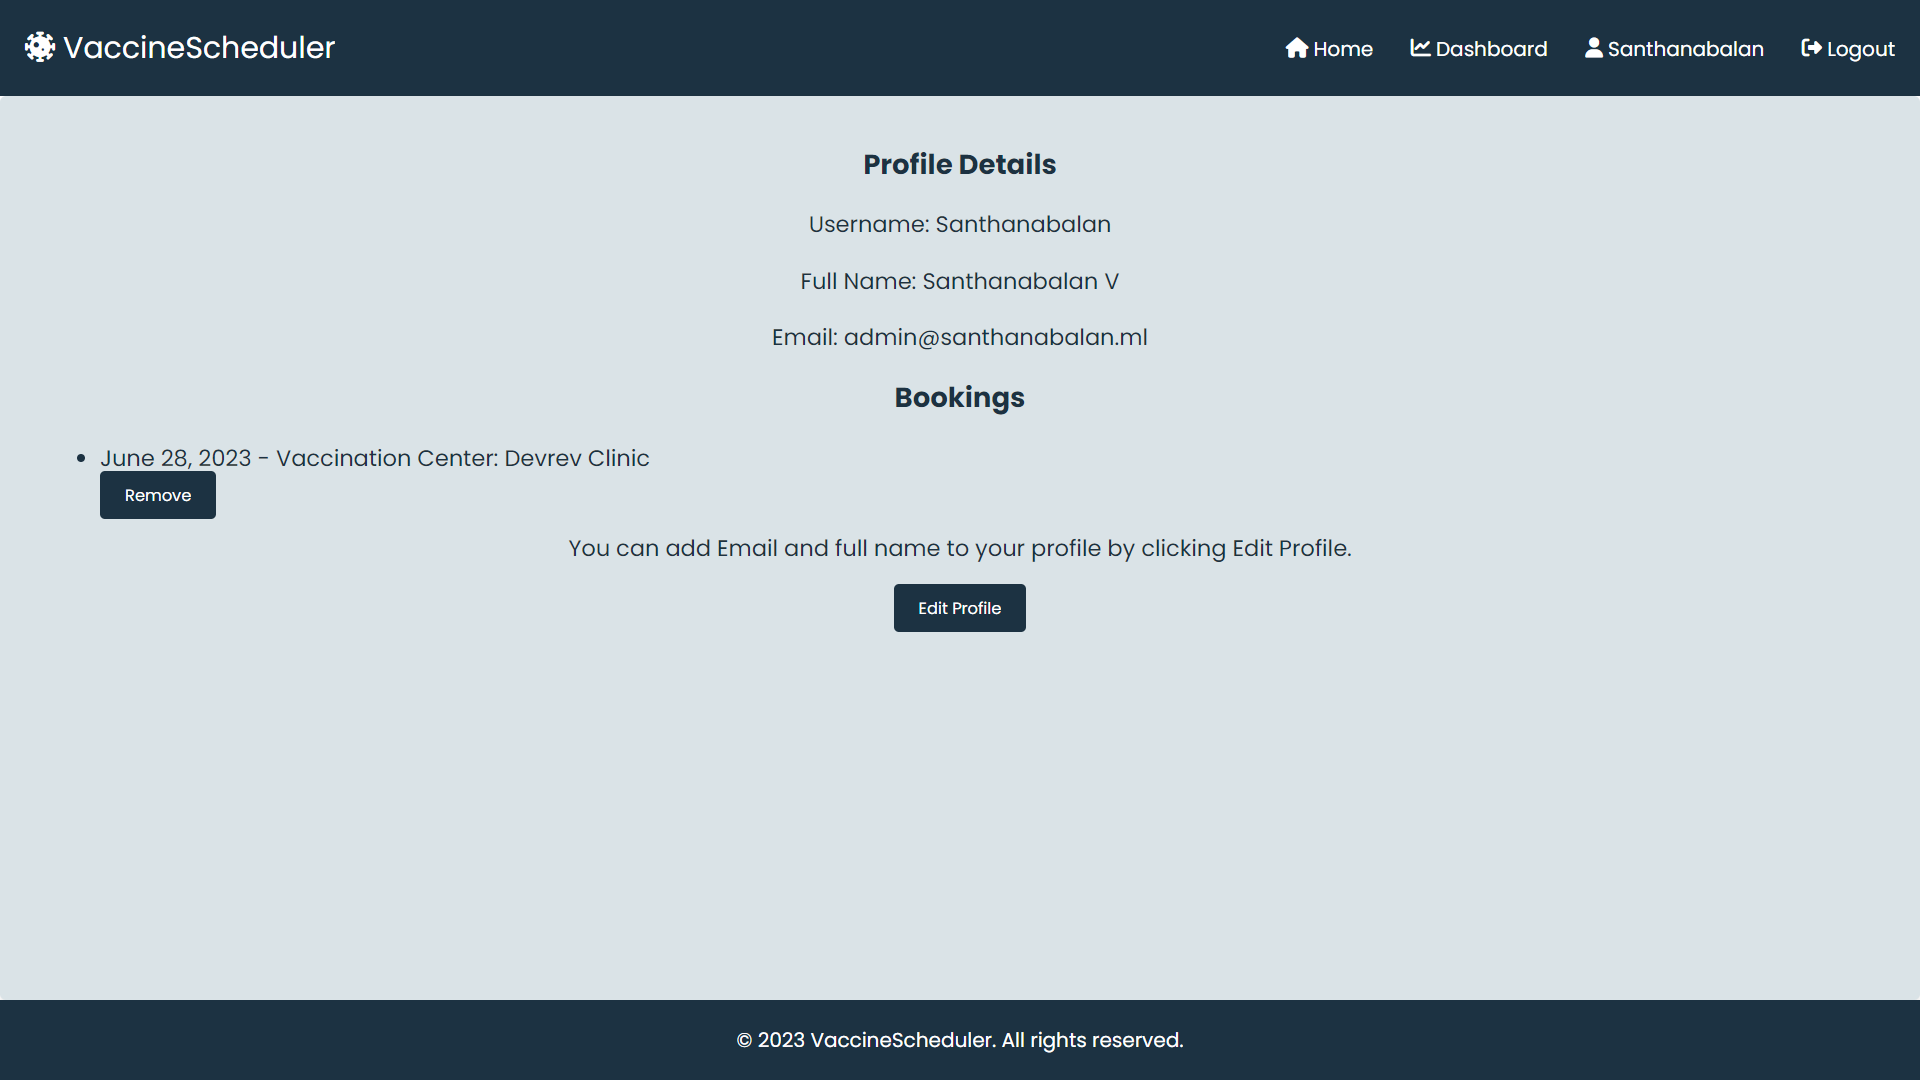 VaccineScheduler
Home Dashboard Santhanabalan Logout
Profile Details
Username: Santhanabalan
Full Name: Santhanabalan V
Email: admin@santhanabalan.ml
Bookings
June 28, 2023 - Vaccination Center: Devrev Clinic
Remove
You can add Email and full name to your profile by clicking Edit Profile.
Edit Profile
© 2023 VaccineScheduler. All rights reserved.